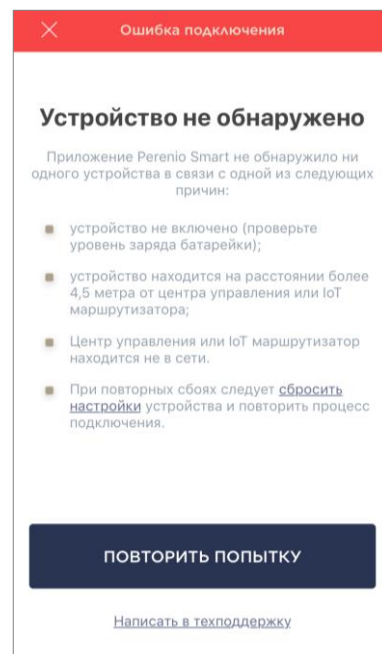 Ошибка подключения
Устройство не обнаружено
Приложение Perenio Smart не обнаружило ни
одного устройства в связи с одной из следующих
причин:
устройство не включено (проверьте
уровень заряда батарейки);
устройство находится на расстоянии более
4,5 метра от центра управления или IoT
маршрутизатора;
Центр управления или IoT маршрутизатор
находится не в сети.
При повторных сбоях следует сбросить
настройки устройства и повторить процесс
подключения.
ПОВТОРИТЬ ПОПЫТКУ
Написать в техподдержку